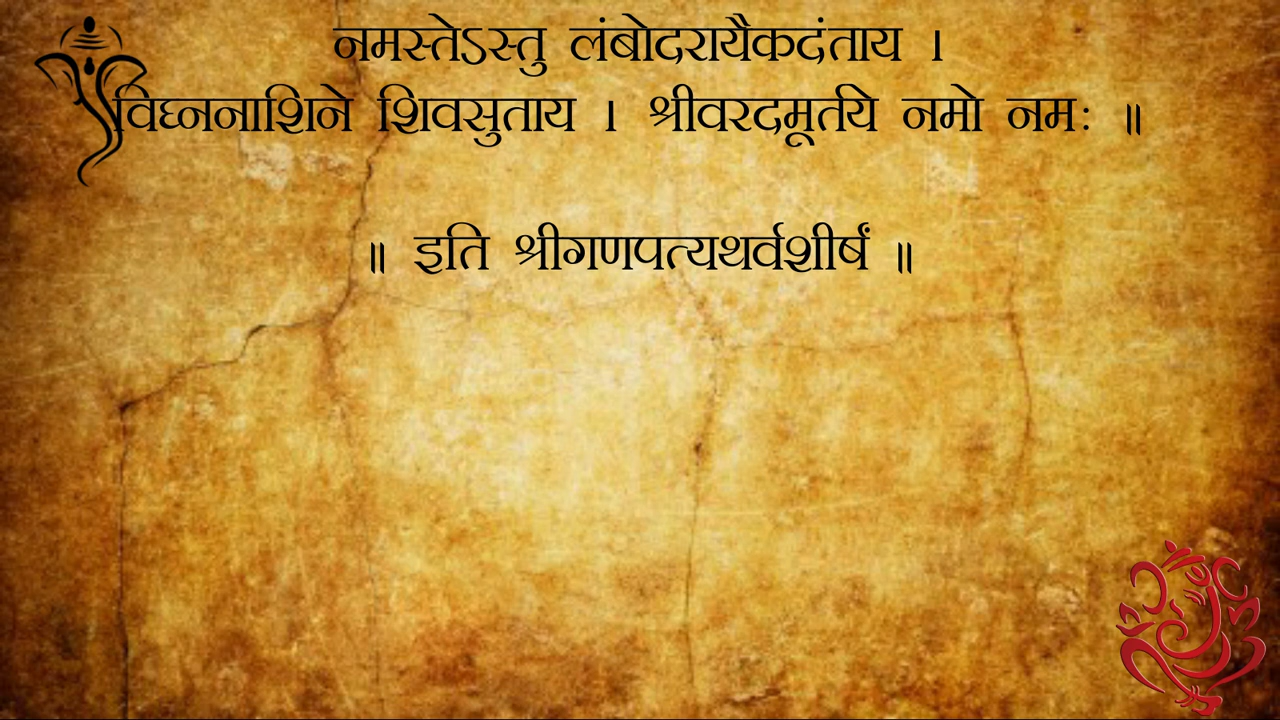 नमस्तेऽस्तु लंबोदरायैकदंताय ।
विघ्ननाशिने शिवसुताय । श्रीवरदमूर्तये नमो नमः ॥
॥ इति श्रीगणपत्यथर्वशीर्षं ॥